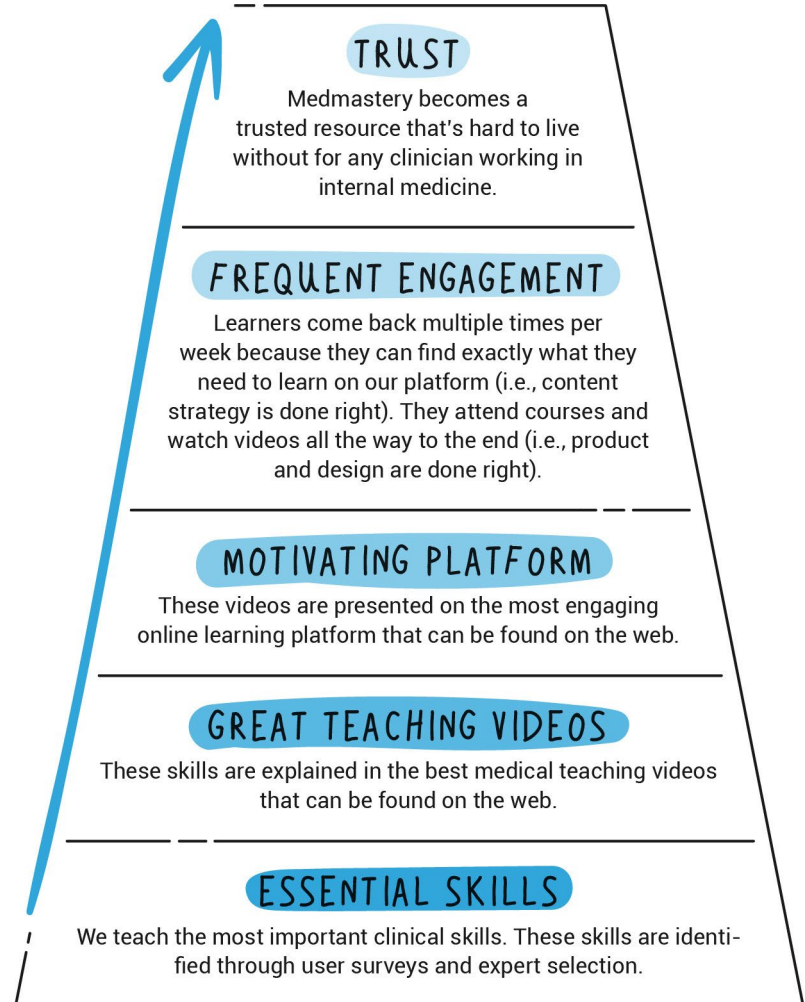 TRUST
Medmastery becomes a
trusted resource that's hard to live
without for any clinician working in
internal medicine.
FREQUENT ENGAGEMENT
Learners come back multiple times per
week because they can find exactly what they
need to learn on our platform (i.e., content
strategy is done right). They attend courses and
watch videos all the way to the end (i.e., product
and design are done right).
MOTIVATING PLATFORM
These videos are presented on the most engaging
online learning platform that can be found on the web.
GREAT TEACHING VIDEOS
These skills are explained in the best medical teaching videos
that can be found on the web.
ESSENTIAL SKILLS
We teach the most important clinical skills. These skills are identi-
fied through user surveys and expert selection.